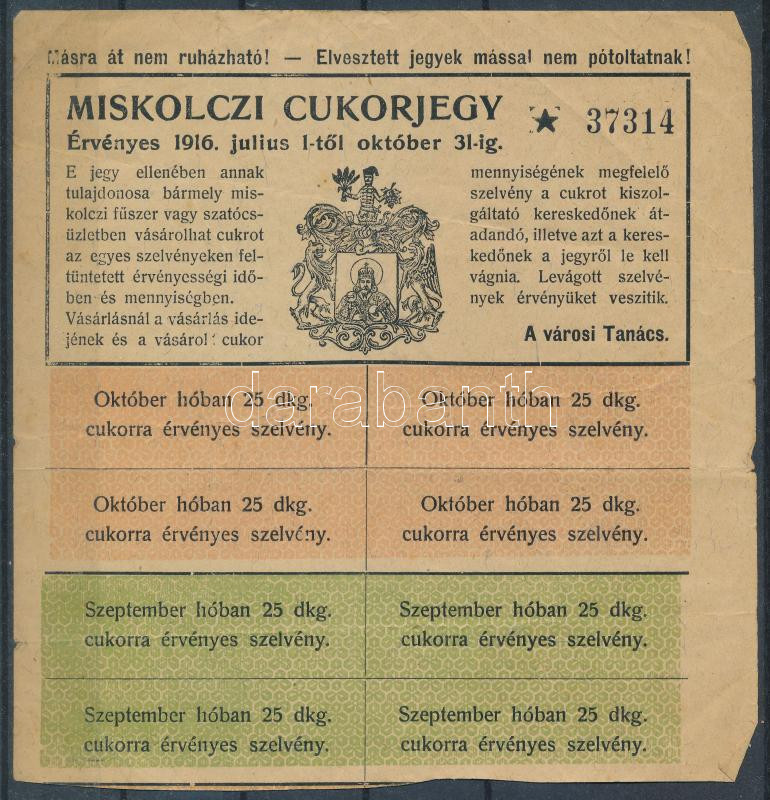 Másra át nem ruházható! — Elvesztett jegyek mással nem pótoltatnak!
MISKOLCZI CUKORJEGY
★ 37314
Érvényes 1916. julius 1-től október 31-ig.
E jegy ellenében annak
tulajdonosa bármely mis-
kolczi fűszer vagy szatócs-
üzletben vásárolhat cukrot
az egyes szelvényeken fel-
tüntetett érvényességi idő-
ben és mennyiségben.
Vásárlásnál a vásárlás ide-
jének és a vásárolt cukor
mennyiségének megfelelő
szelvény a cukrot kiszol-
gáltató kereskedőnek át-
adandó, illetve azt a keres-
kedőnek a jegyről le kell
vágnia. Levágott szelvé-
nyek érvényüket veszitik.
A városi Tanács.
Október hóban 25 dkg.
cukorra érvényes szelvény.
Október hóban 25 dkg.
cukorra érvényes szelvény.
darabanth
Október hóban 25 dkg.
cukorra érvényes szelvény.
Október hóban 25 dkg.
cukorra érvényes szelvény.
Szeptember hóban 25 dkg.
cukorra érvényes szelvény.
Szeptember hóban 25 dkg.
cukorra érvényes szelvény.
Szeptember hóban 25 dkg.
cukorra érvényes szelvény.
Szeptember hóban 25 dkg.
cukorra érvényes szelvény.